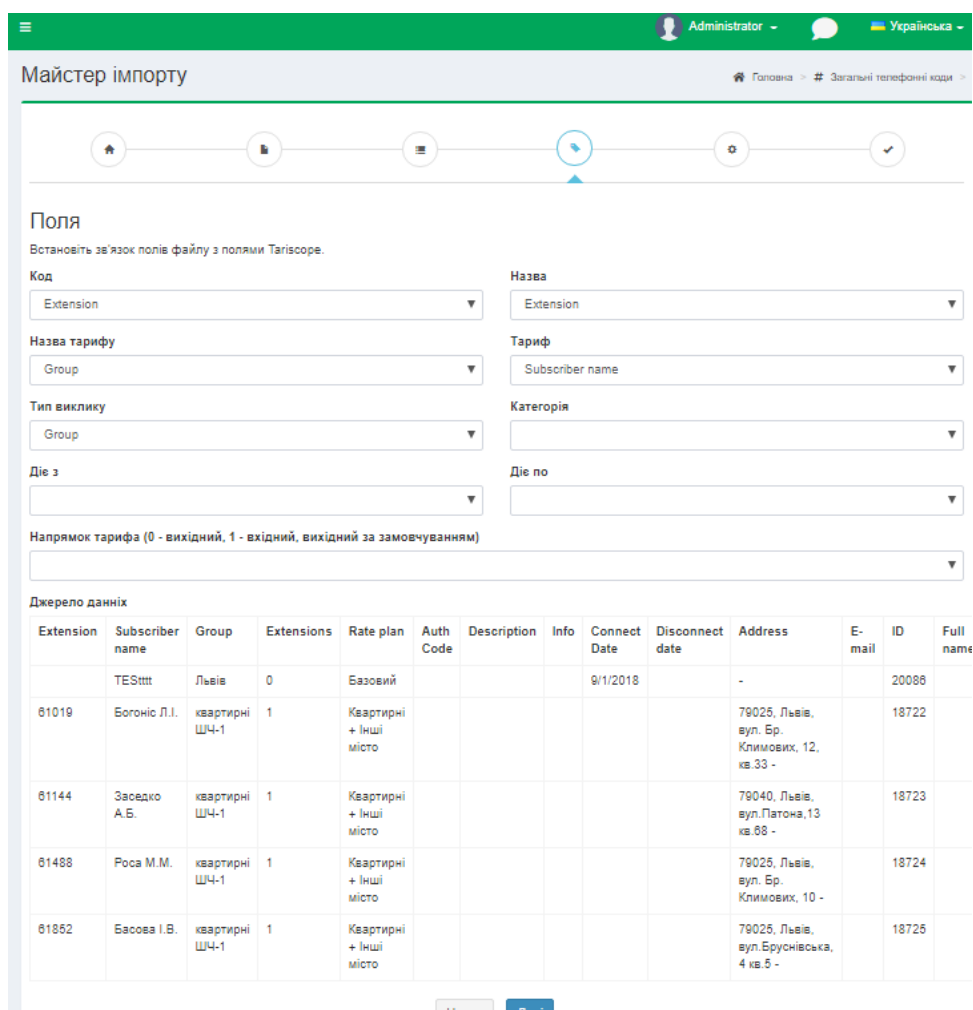 Administrator
Українська
Майстер імпорту
Головна > # Загальні телефонні коди >
Поля
Встановіть зв'язок полів файлу з полями Tariscope.
Код
Назва
Extension
Extension
Назва тарифу
Тариф
Group
Subscriber name
Тип виклику
Категорія
Group
Діє з
Діє по
Напрямок тарифа (0 - вихідний, 1 - вхідний, вихідний за замовчуванням)
Джерело данніх
Extension Subscriber name Group Extensions Rate plan Auth Code Description Info Connect Date Disconnect date Address E-mail ID Full name
TEStttt Львів 0 Базовий 9/1/2018 - 20086
61019 Богоніс Л.І. квартирні ШЧ-1 1 Квартирні + Інші місто 79025, Львів, вул. Бр. Климових, 12, кв.33 - 18722
61144 Заседко А.Б. квартирні ШЧ-1 1 Квартирні + Інші місто 79040, Львів, вул.Патона,13 кв.68 - 18723
61488 Роса М.М. квартирні ШЧ-1 1 Квартирні + Інші місто 79025, Львів, вул. Бр. Климових, 10 - 18724
61852 Басова І.В. квартирні ШЧ-1 1 Квартирні + Інші місто 79025, Львів, вул.Бруснівська, 4 кв.5 - 18725